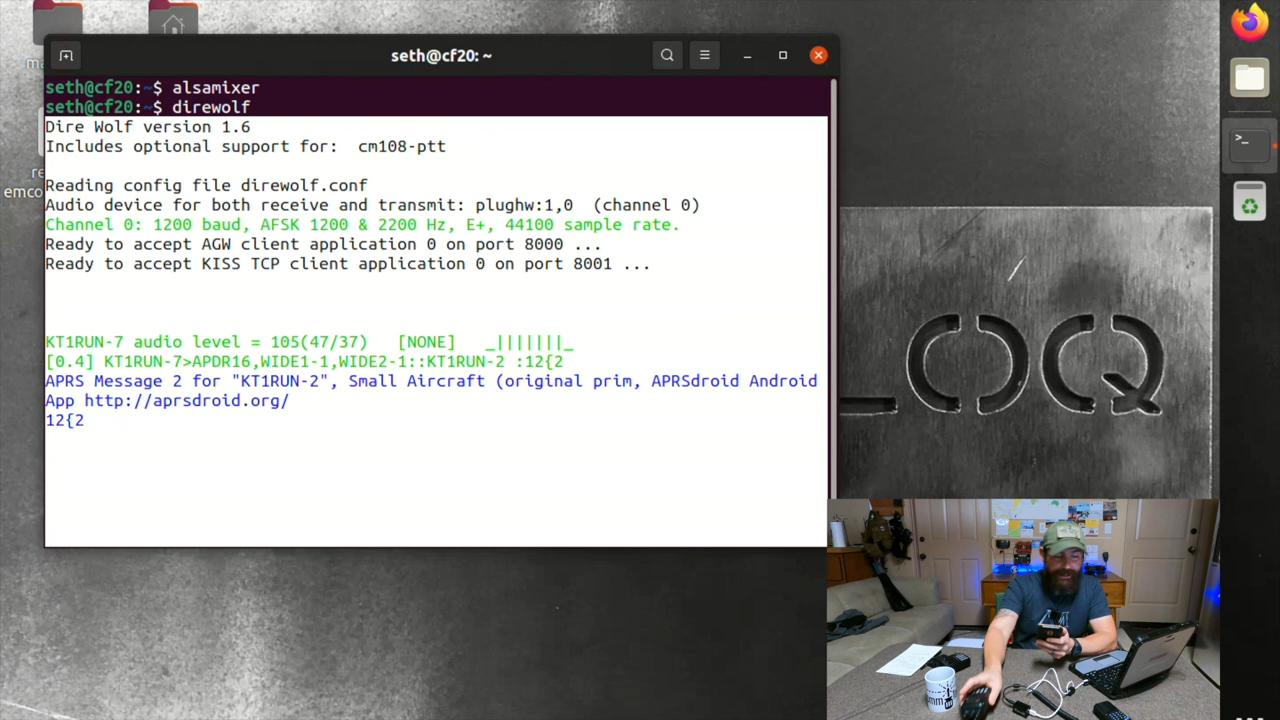 seth@cf20: ~
seth@cf20:~$ alsamixer
seth@cf20:~$ direwolf
Dire Wolf version 1.6
Includes optional support for:  cm108-ptt
Reading config file direwolf.conf
Audio device for both receive and transmit: plughw:1,0  (channel 0)
Channel 0: 1200 baud, AFSK 1200 & 2200 Hz, E+, 44100 sample rate.
Ready to accept AGW client application 0 on port 8000 ...
Ready to accept KISS TCP client application 0 on port 8001 ...
KT1RUN-7 audio level = 105(47/37)   [NONE]   _|||||||_
[0.4] KT1RUN-7>APDR16,WIDE1-1,WIDE2-1::KT1RUN-2 :12{2
APRS Message 2 for "KT1RUN-2", Small Aircraft (original prim, APRSdroid Android
App http://aprsdroid.org/
12{2
emco
OQ